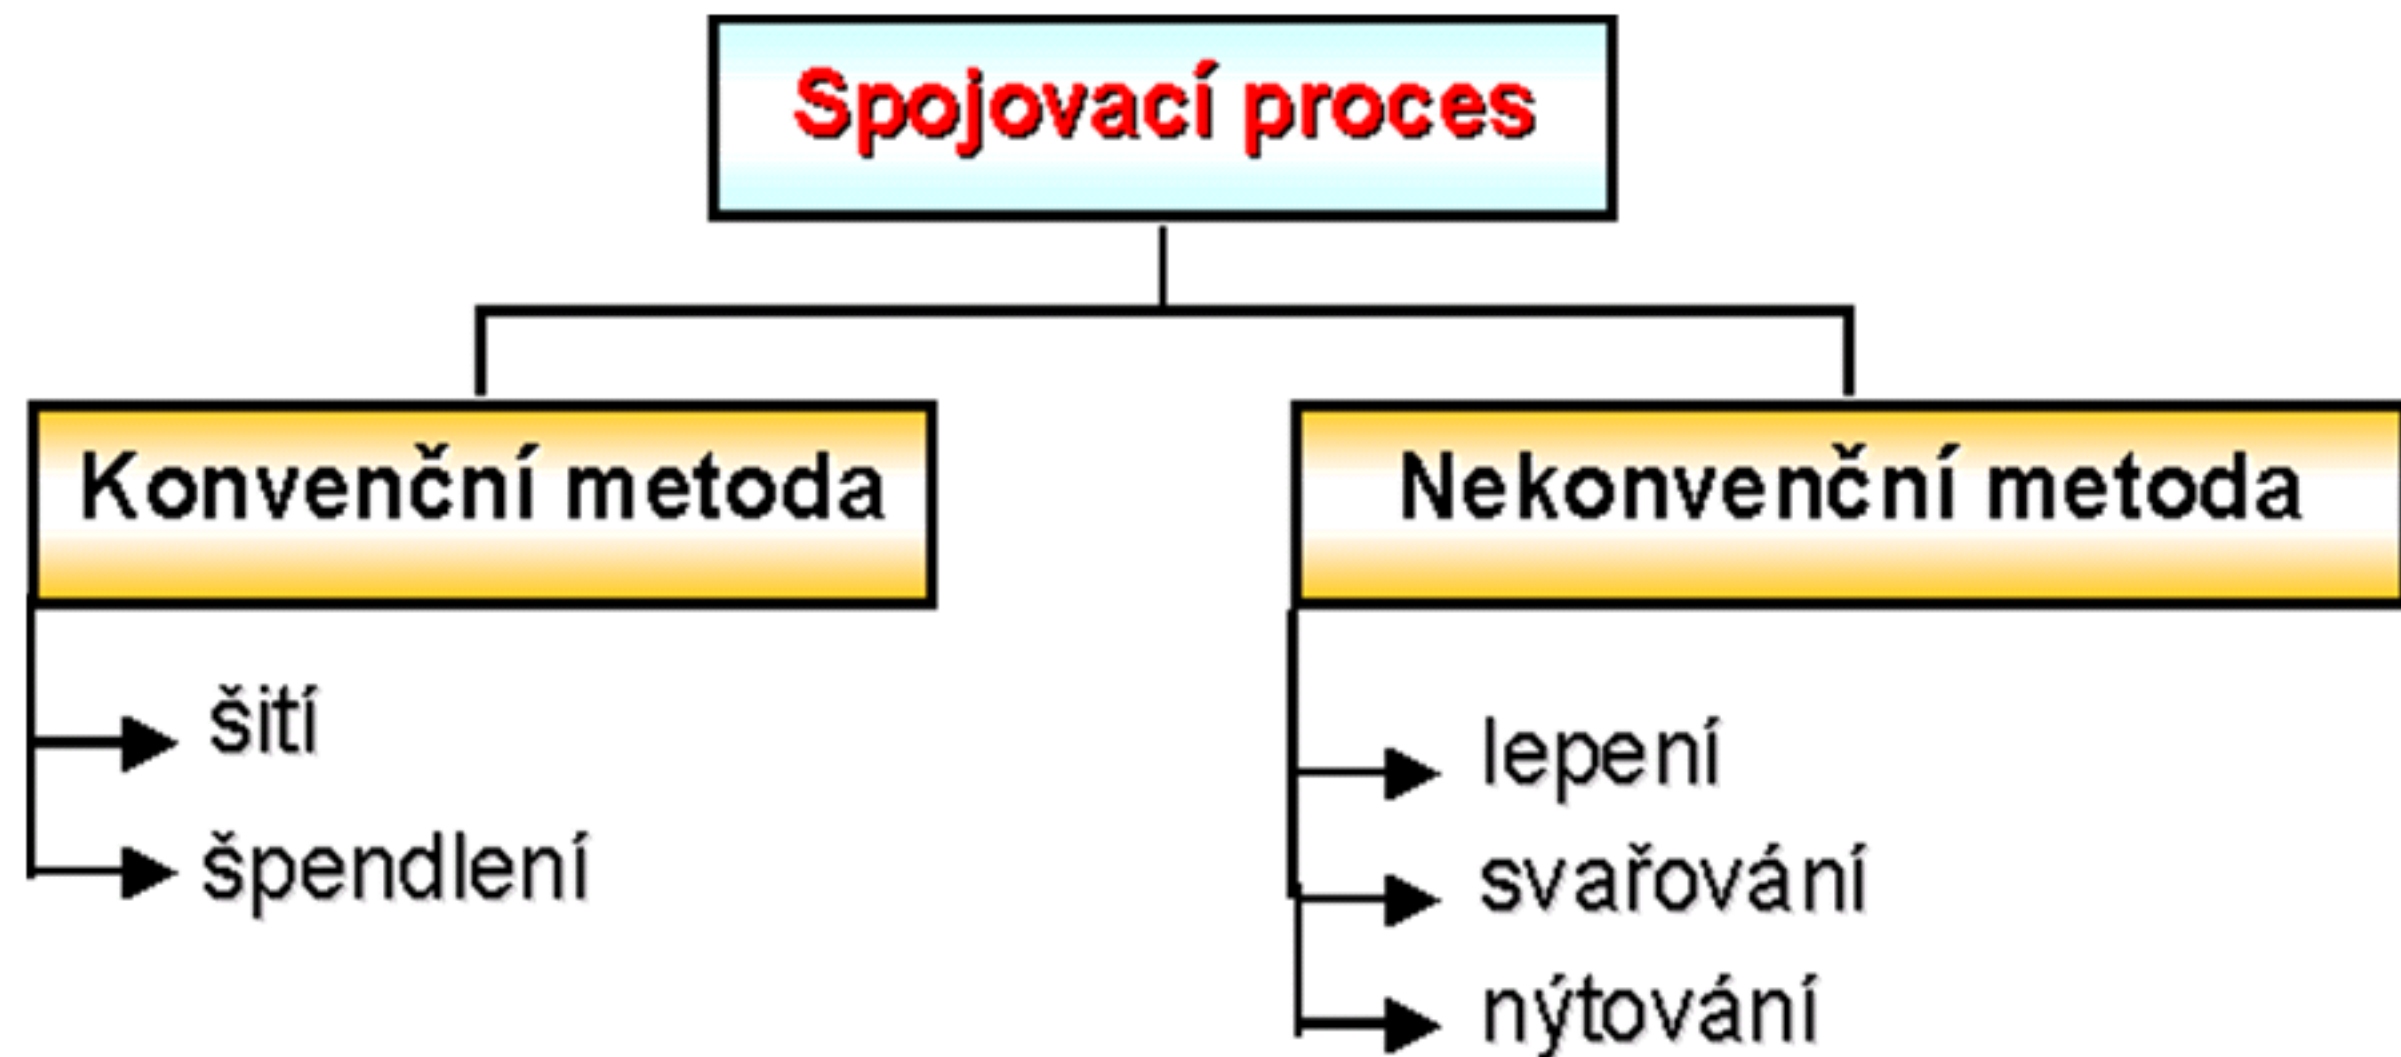 Spojovací proces
Konvenční metoda
šití
špendlení
Nekonvenční metoda
lepení
svařování
nýtování